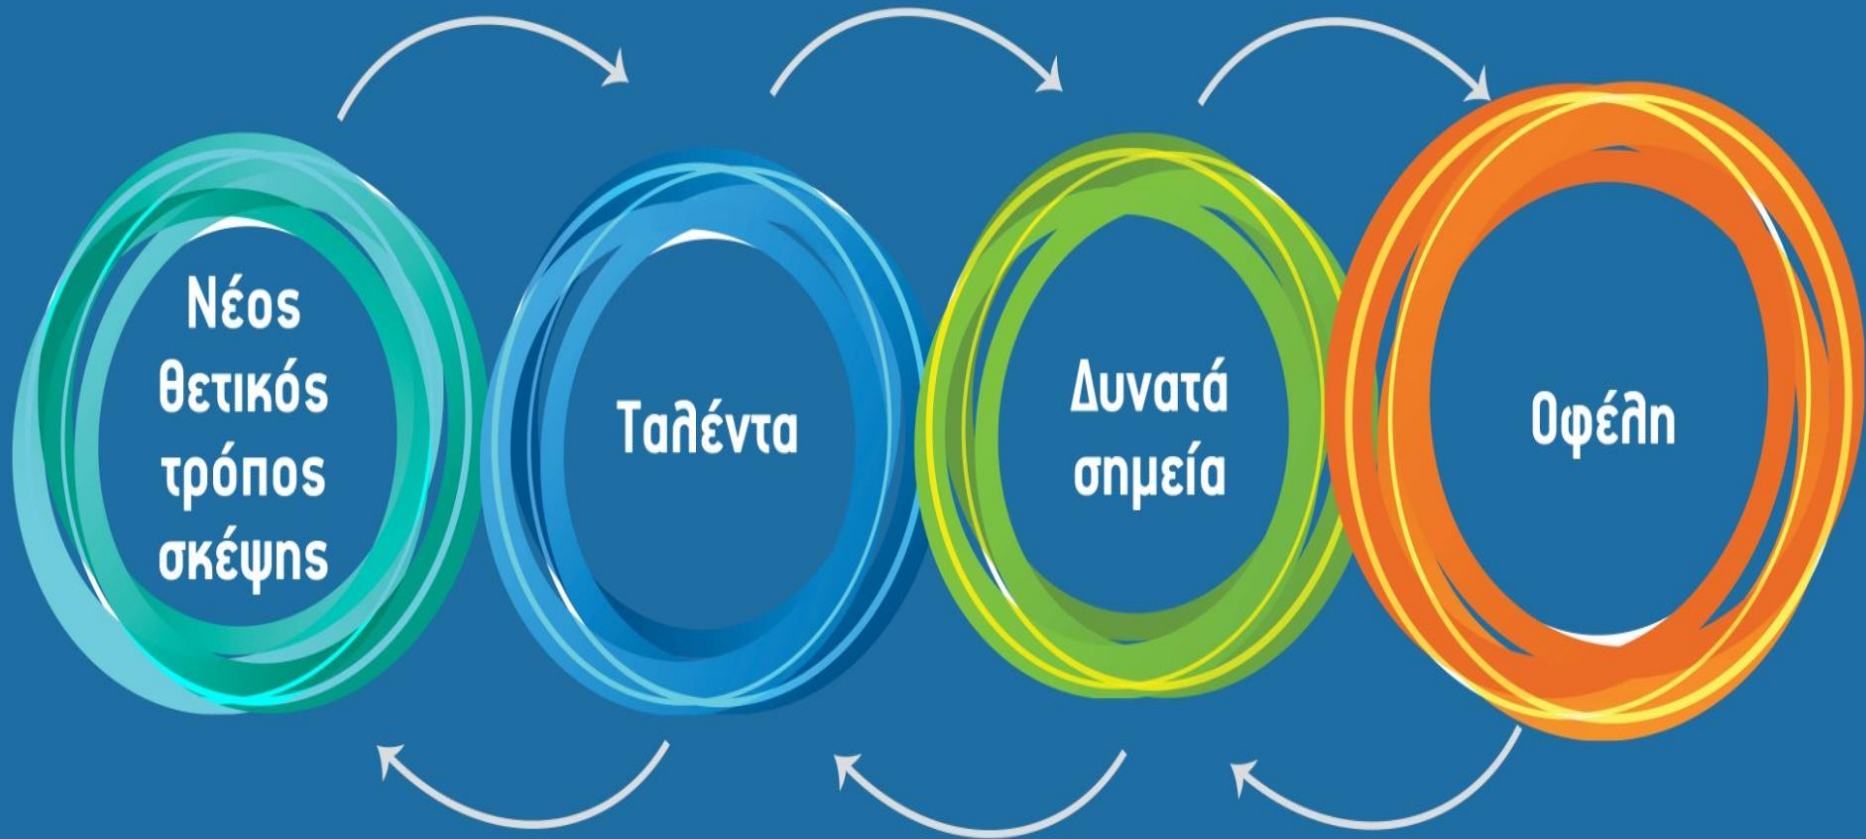 Νέος
θετικός
τρόπος
σκέψης
Ταλέντα
Δυνατά
σημεία
Οφέλη